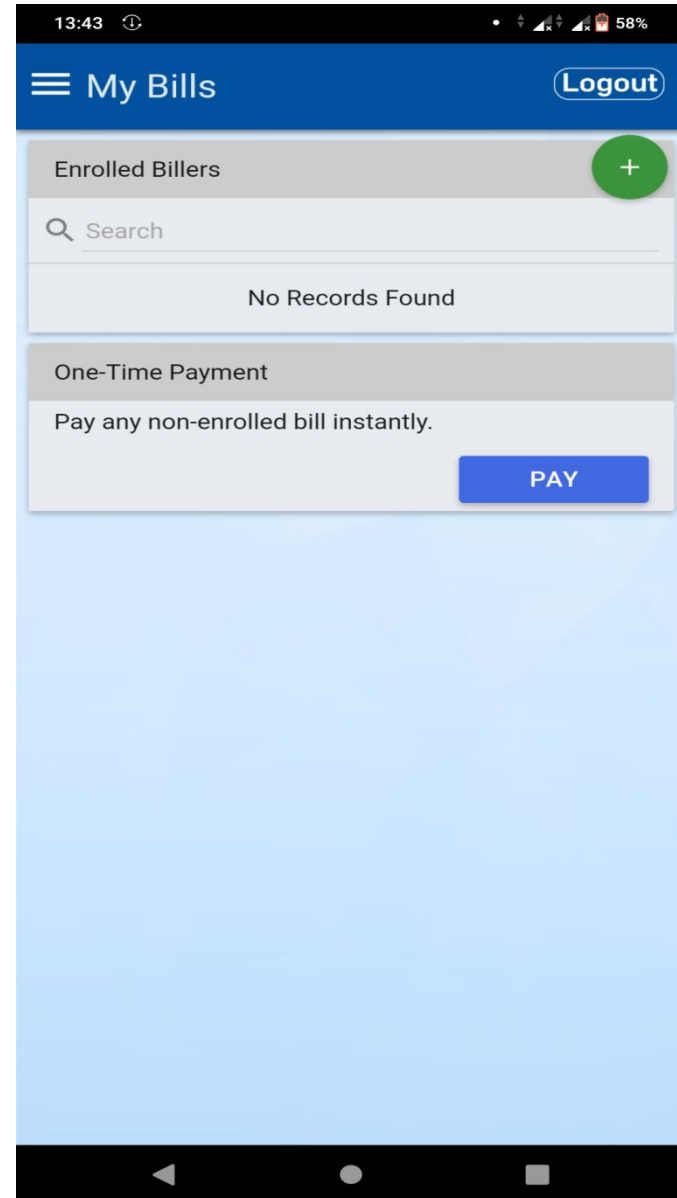 13:43
58%
My Bills
Logout
Enrolled Billers
+
Search
No Records Found
One-Time Payment
Pay any non-enrolled bill instantly.
PAY